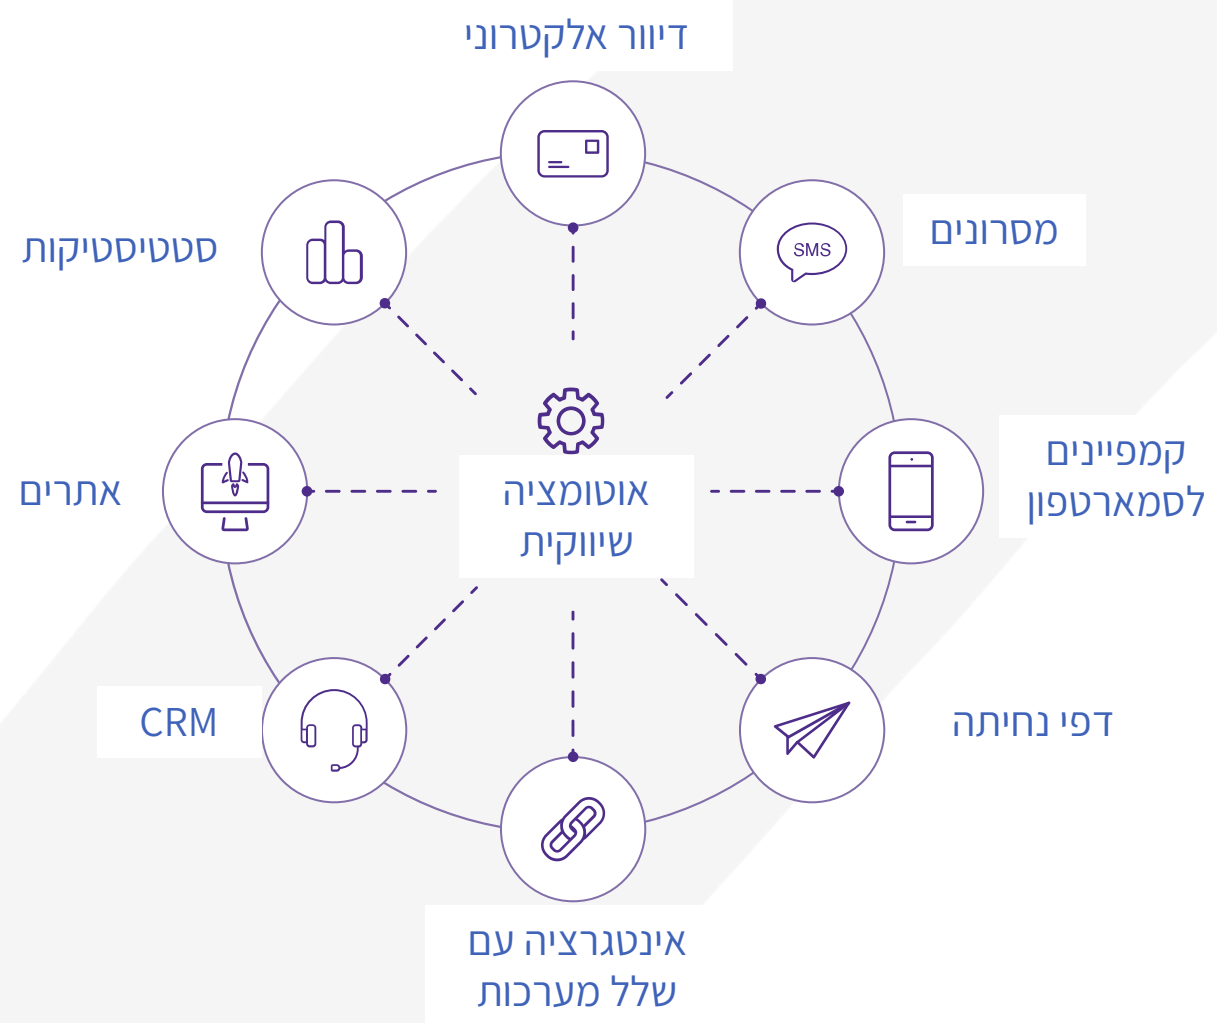 דיוור אלקטרוני
מסרונים
SMS
סטטיסטיקות
קמפיינים
לסמארטפון
אוטומציה
שיווקית
אתרים
דפי נחיתה
CRM
אינטגרציה עם
שלל מערכות